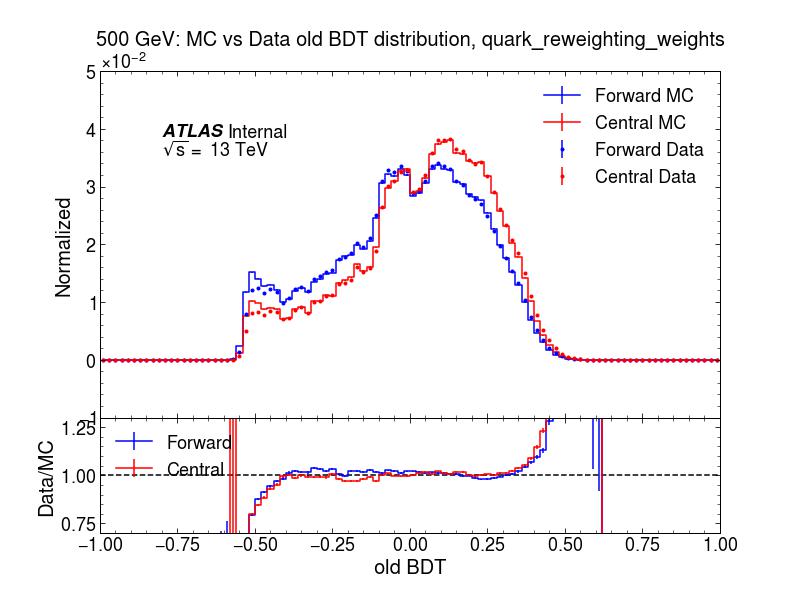 500 GeV: MC vs Data old BDT distribution, quark_reweighting_weights
×10⁻²
5
4
3
2
1
0
−1
Normalized
ATLAS Internal
√s = 13 TeV
Forward MC
Central MC
Forward Data
Central Data
1.25
1.00
0.75
Data/MC
Forward
Central
−1.00 −0.75 −0.50 −0.25 0.00 0.25 0.50 0.75 1.00
old BDT